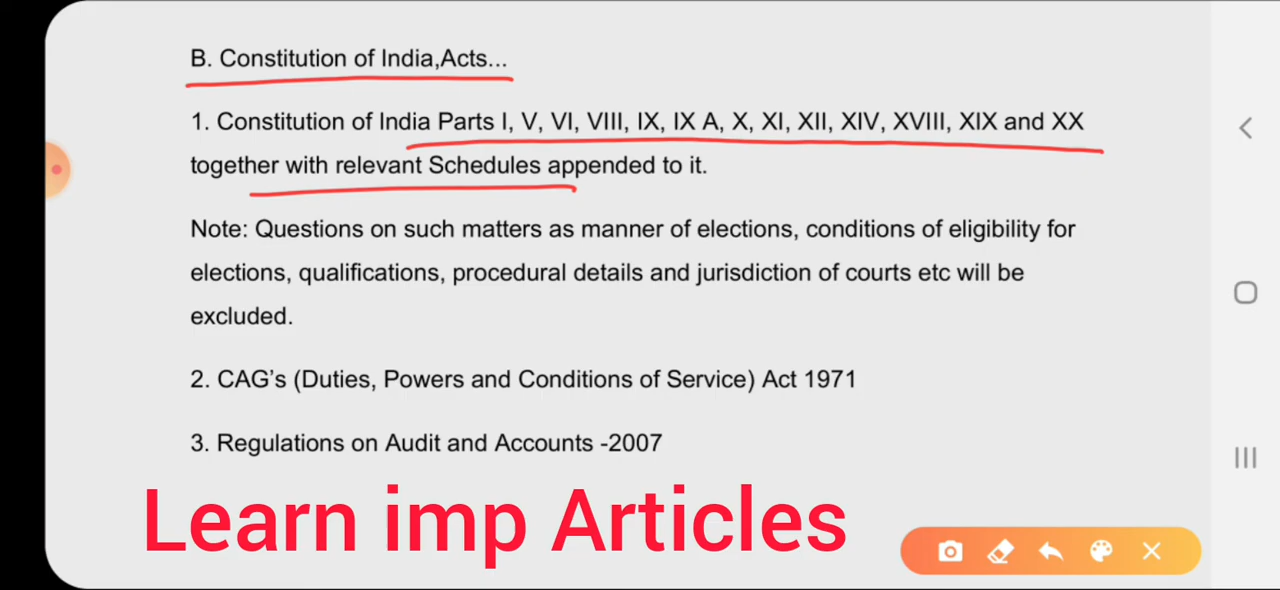 B. Constitution of India,Acts...
1. Constitution of India Parts I, V, VI, VIII, IX, IX A, X, XI, XII, XIV, XVIII, XIX and XX
together with relevant Schedules appended to it.
Note: Questions on such matters as manner of elections, conditions of eligibility for
elections, qualifications, procedural details and jurisdiction of courts etc will be
excluded.
2. CAG's (Duties, Powers and Conditions of Service) Act 1971
3. Regulations on Audit and Accounts -2007
Learn imp Articles